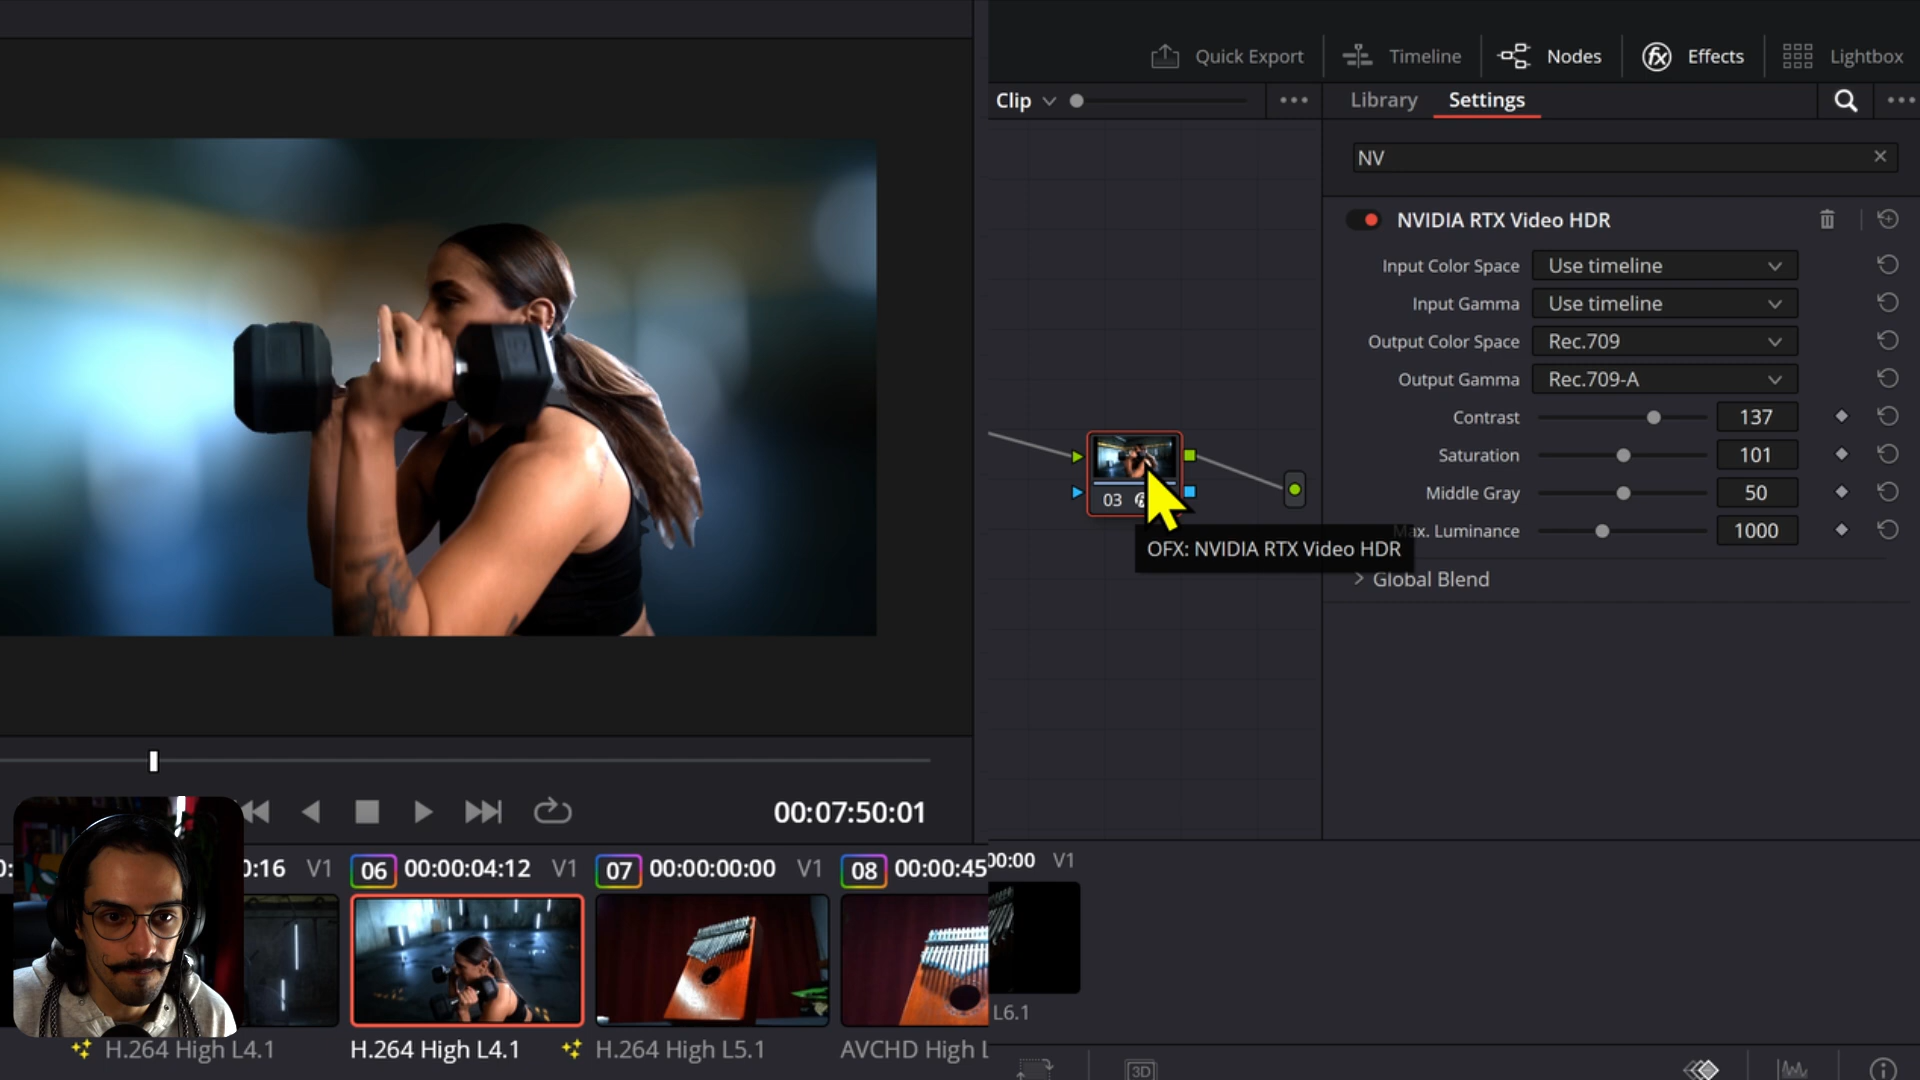 Quick Export
Timeline
Nodes
Effects
Lightbox
Clip
Library
Settings
NV
NVIDIA RTX Video HDR
Input Color Space
Use timeline
Input Gamma
Use timeline
Output Color Space
Rec.709
Output Gamma
Rec.709-A
Contrast
137
Saturation
101
Middle Gray
50
Max. Luminance
1000
03
OFX: NVIDIA RTX Video HDR
Global Blend
00:07:50:01
0:16 V1
06 00:00:04:12 V1
07 00:00:00:00 V1
08 00:00:45
00:00 V1
H.264 High L4.1
H.264 High L4.1
H.264 High L5.1
AVCHD High L
L6.1
3D